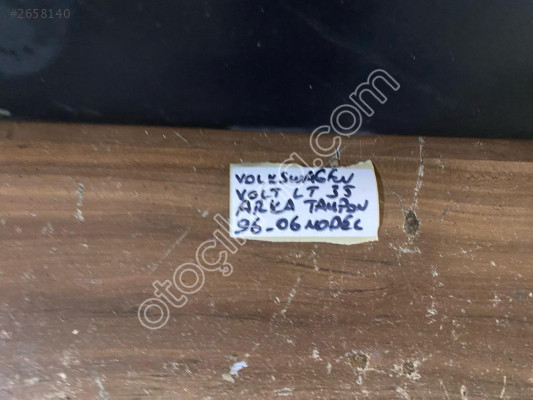 #2658140
otoçikma.com
VOLKSWAGEN
VOLT LT 35
ARKA TAMPON
96-06 MODEL